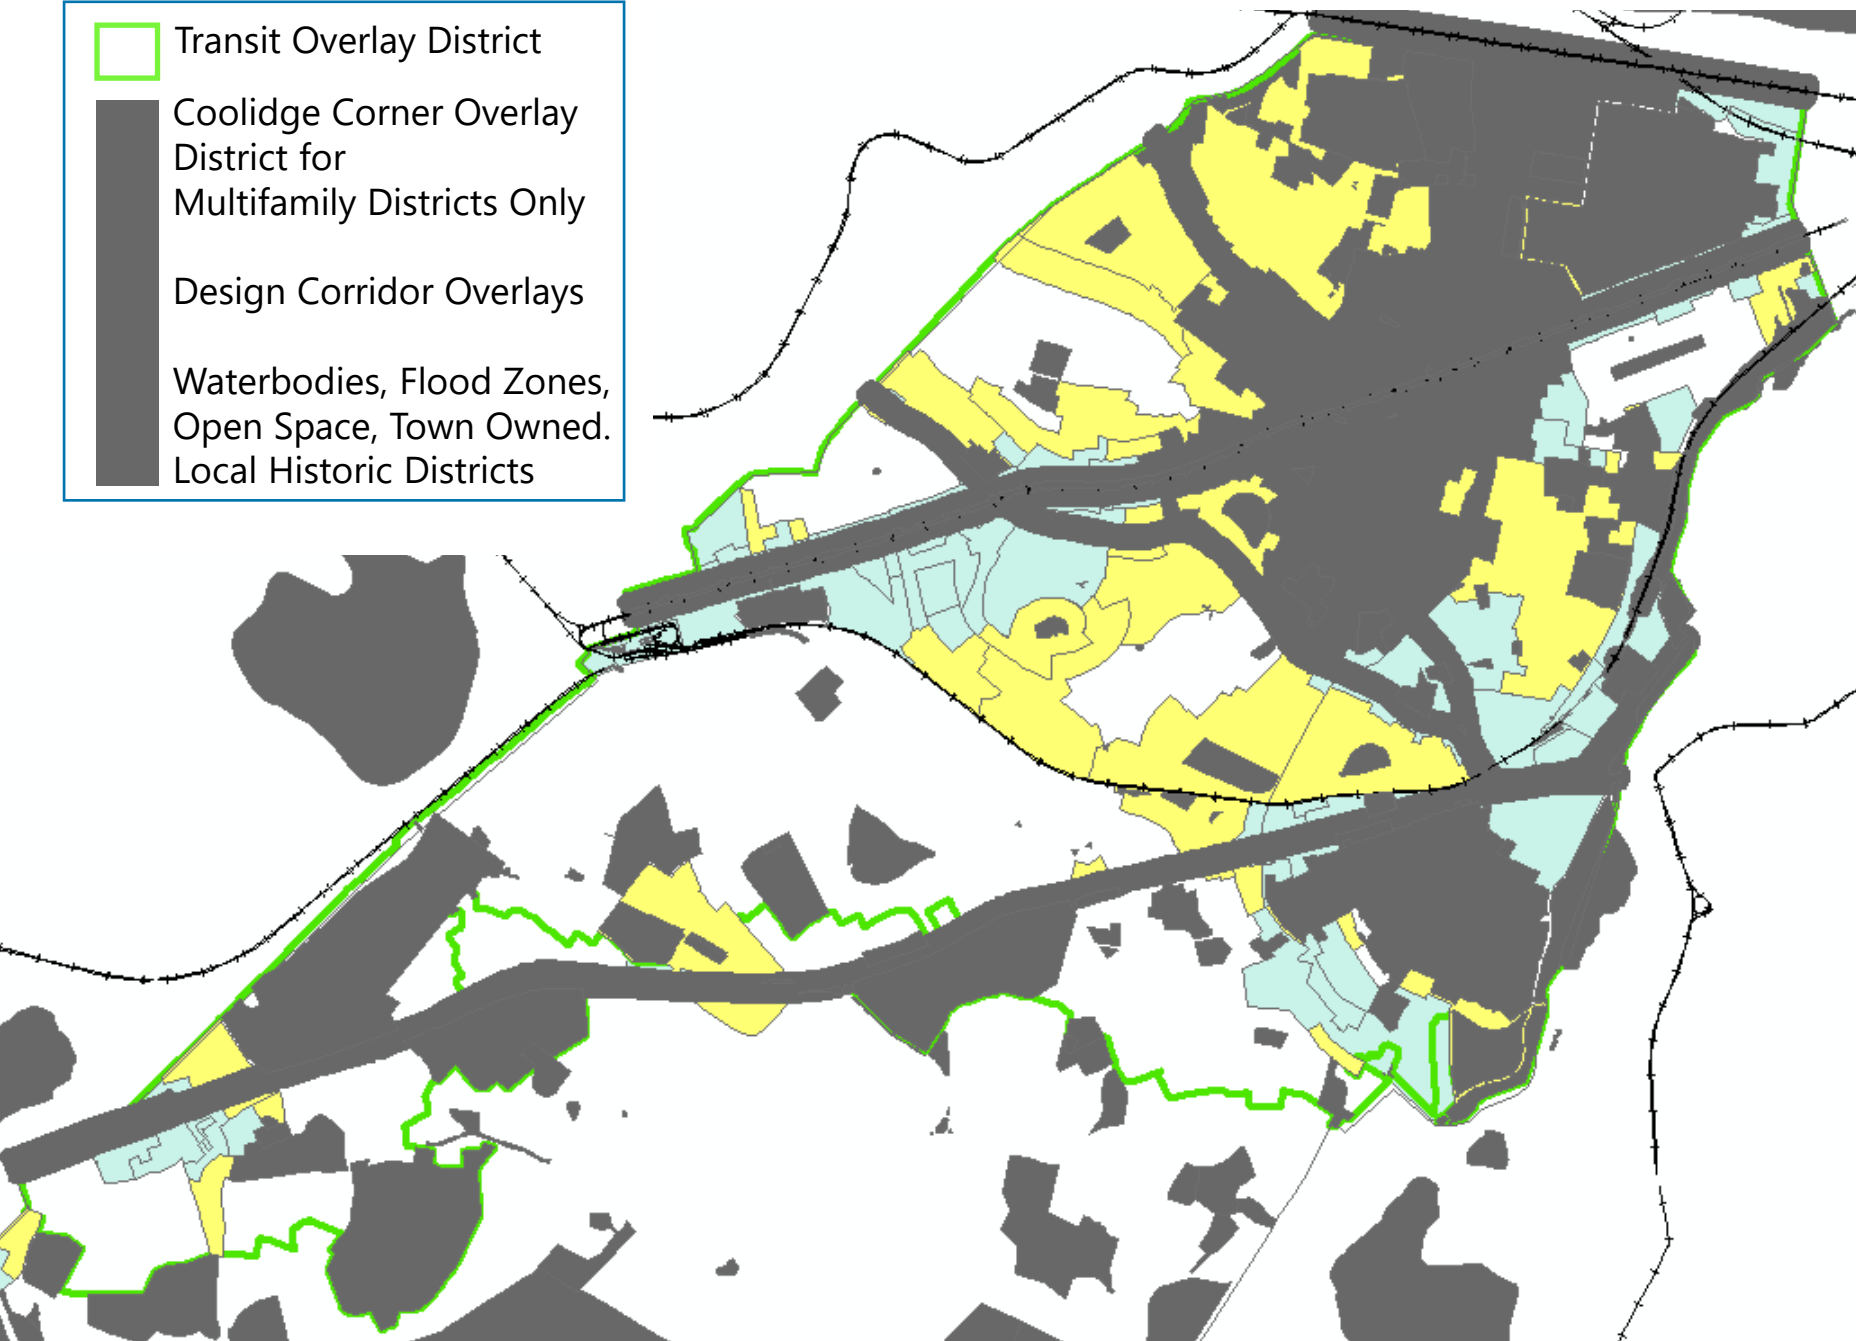 Transit Overlay District
Coolidge Corner Overlay
District for
Multifamily Districts Only
Design Corridor Overlays
Waterbodies, Flood Zones,
Open Space, Town Owned.
Local Historic Districts